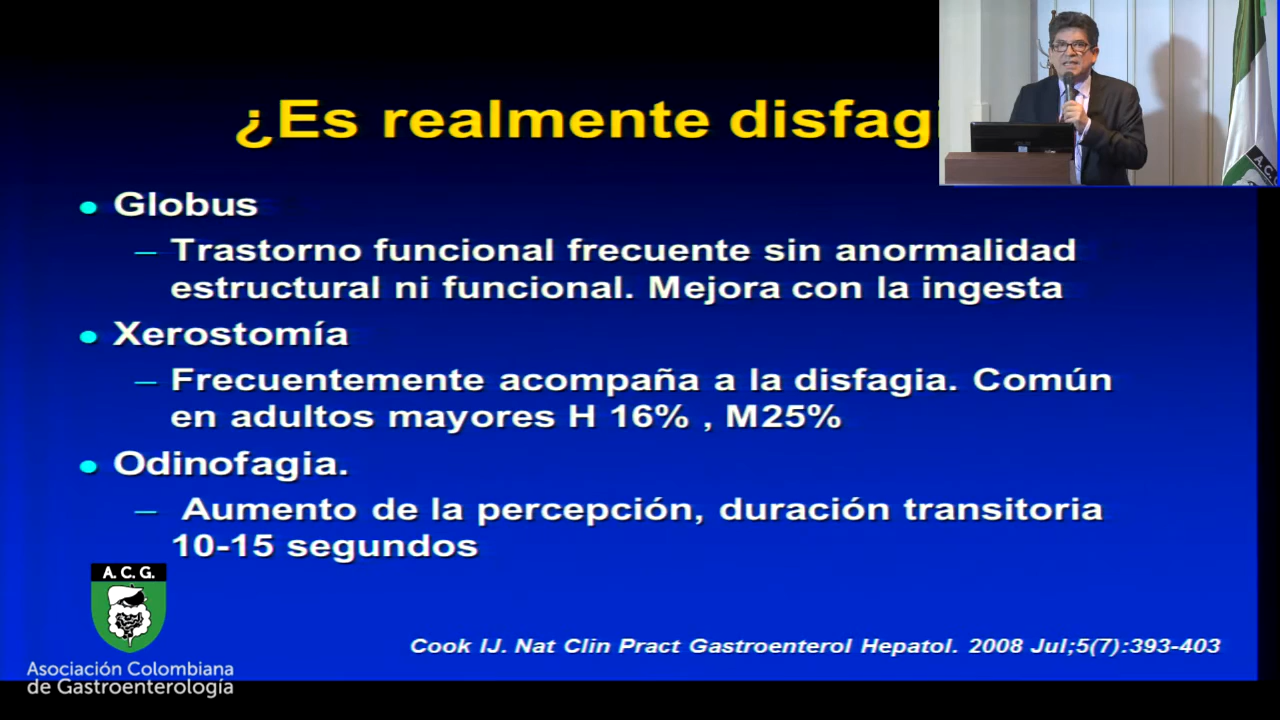 ¿Es realmente disfagi
Globus
– Trastorno funcional frecuente sin anormalidad
estructural ni funcional. Mejora con la ingesta
Xerostomía
– Frecuentemente acompaña a la disfagia. Común
en adultos mayores H 16% , M25%
Odinofagia.
– Aumento de la percepción, duración transitoria
10-15 segundos
A. C. G.
Cook IJ. Nat Clin Pract Gastroenterol Hepatol. 2008 Jul;5(7):393-403
Asociación Colombiana
de Gastroenterología